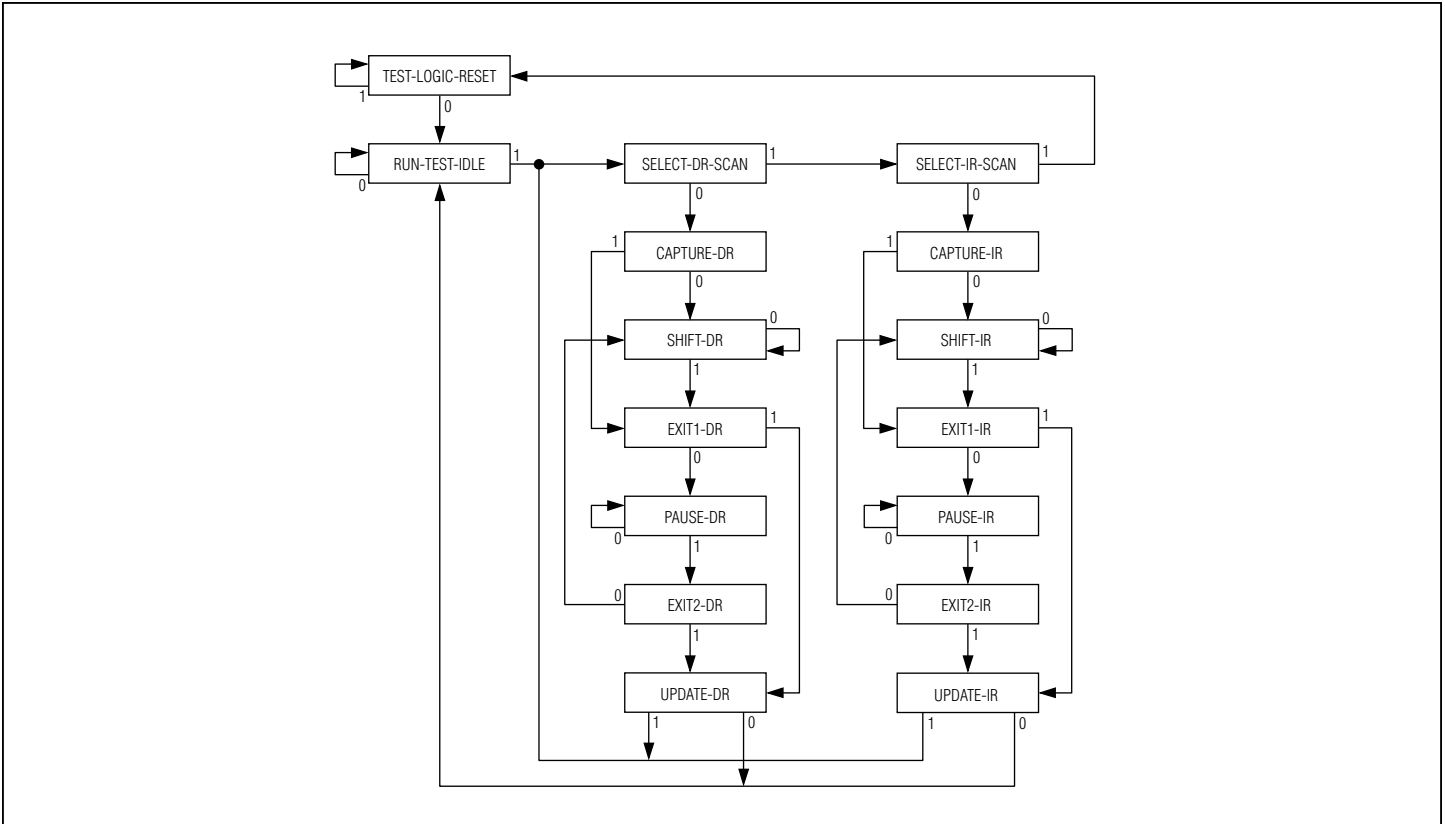 TEST-LOGIC-RESET
1
0
RUN-TEST-IDLE
1
0
SELECT-DR-SCAN
1
0
SELECT-IR-SCAN
1
0
CAPTURE-DR
1
0
CAPTURE-IR
1
0
SHIFT-DR
0
1
SHIFT-IR
0
1
EXIT1-DR
1
0
EXIT1-IR
1
0
PAUSE-DR
0
1
PAUSE-IR
0
1
EXIT2-DR
0
1
EXIT2-IR
0
1
UPDATE-DR
1
0
UPDATE-IR
1
0